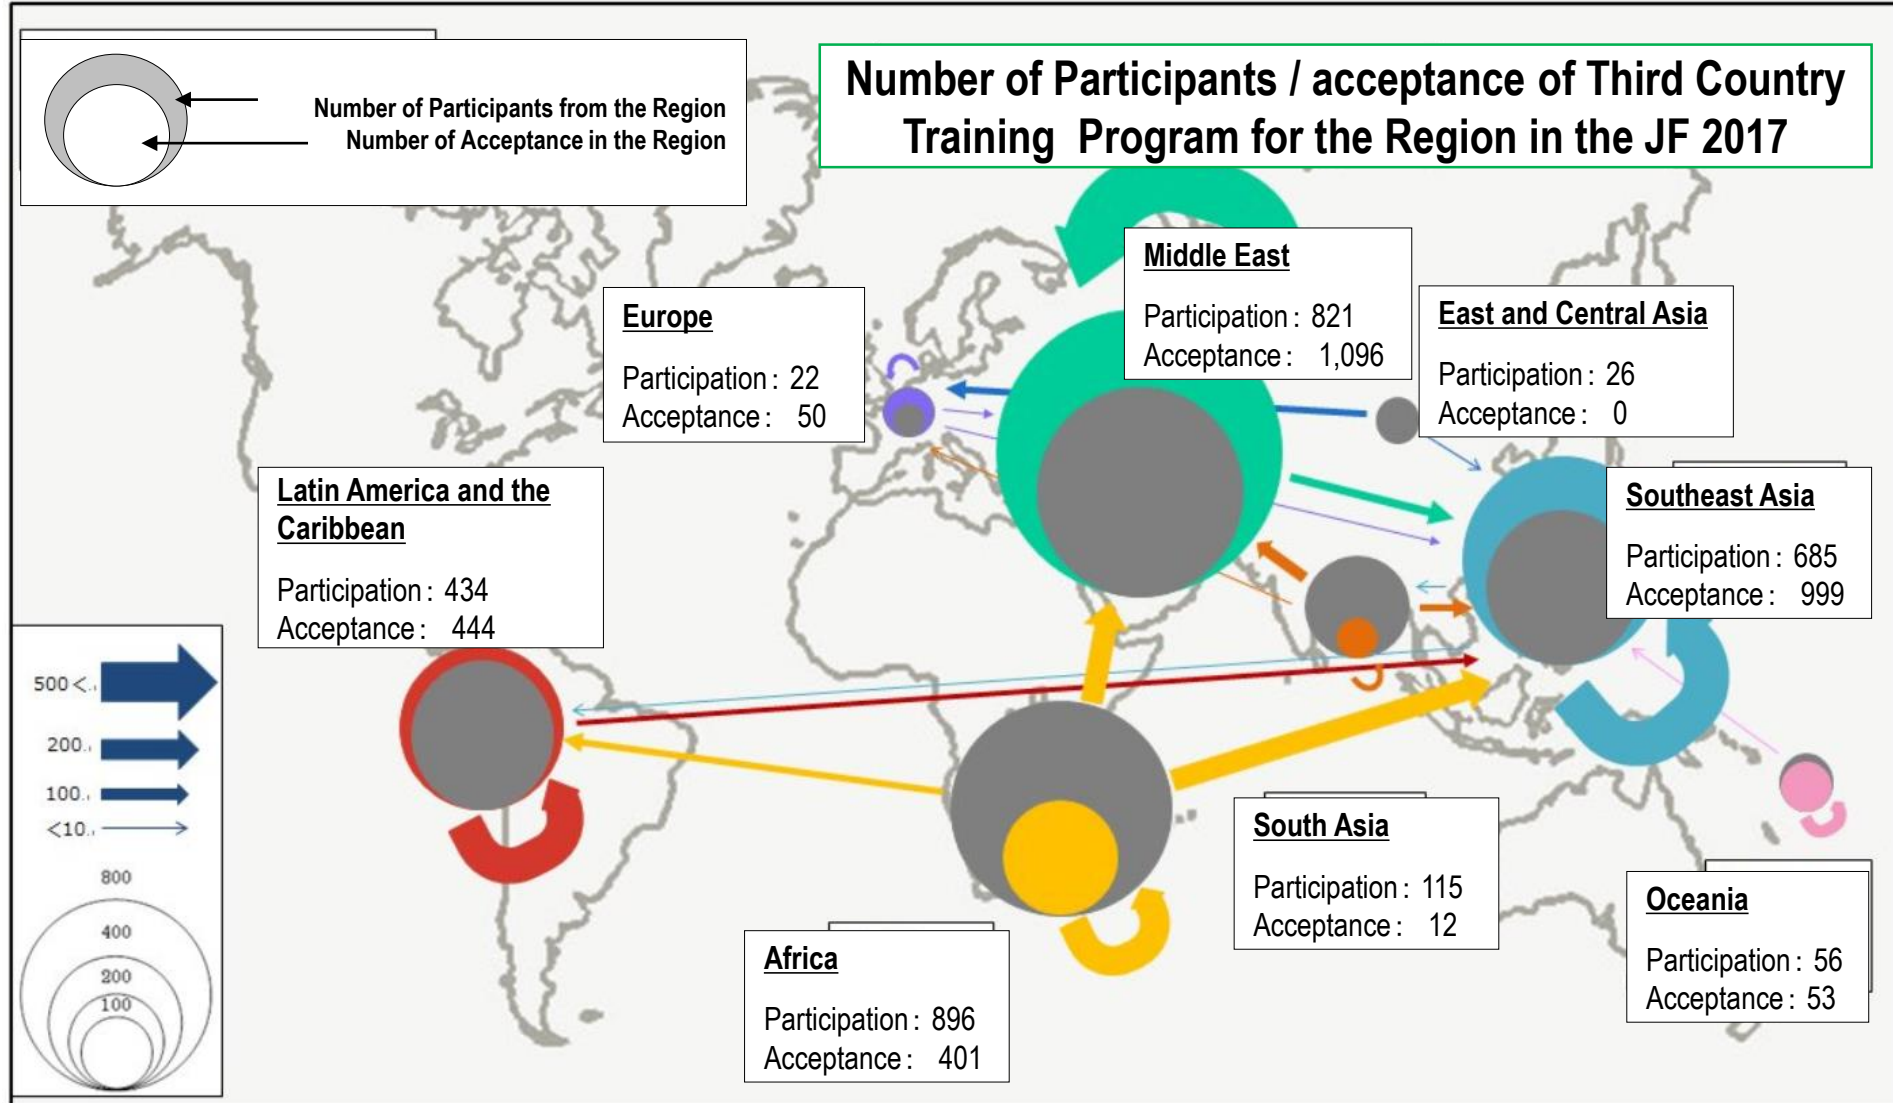 Number of Participants from the Region
Number of Acceptance in the Region
Number of Participants / acceptance of Third Country
Training Program for the Region in the JF 2017
Middle East
Participation : 821
Acceptance : 1,096
East and Central Asia
Participation : 26
Acceptance : 0
Europe
Participation : 22
Acceptance : 50
Latin America and the
Caribbean
Participation : 434
Acceptance : 444
Southeast Asia
Participation : 685
Acceptance : 999
South Asia
Participation : 115
Acceptance : 12
Oceania
Participation : 56
Acceptance : 53
Africa
Participation : 896
Acceptance : 401
500<
200
100
<10
800
400
200
100